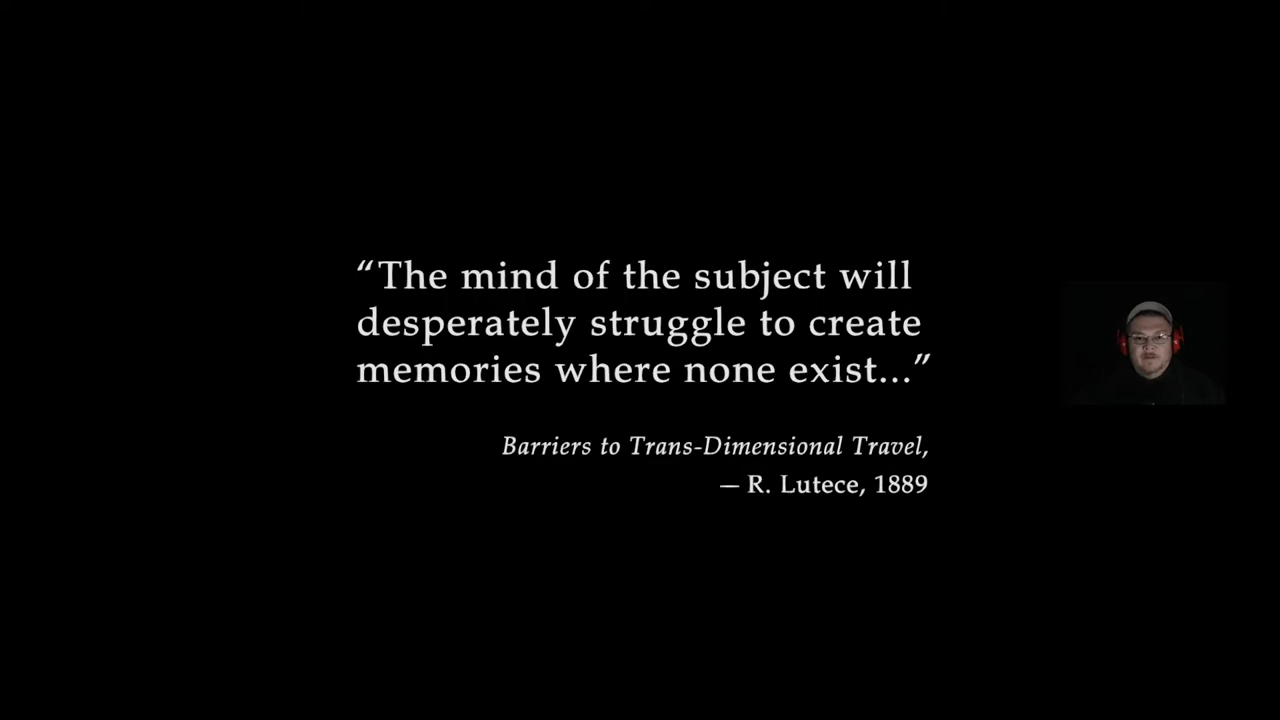 “The mind of the subject will
desperately struggle to create
memories where none exist...”
Barriers to Trans-Dimensional Travel,
— R. Lutece, 1889